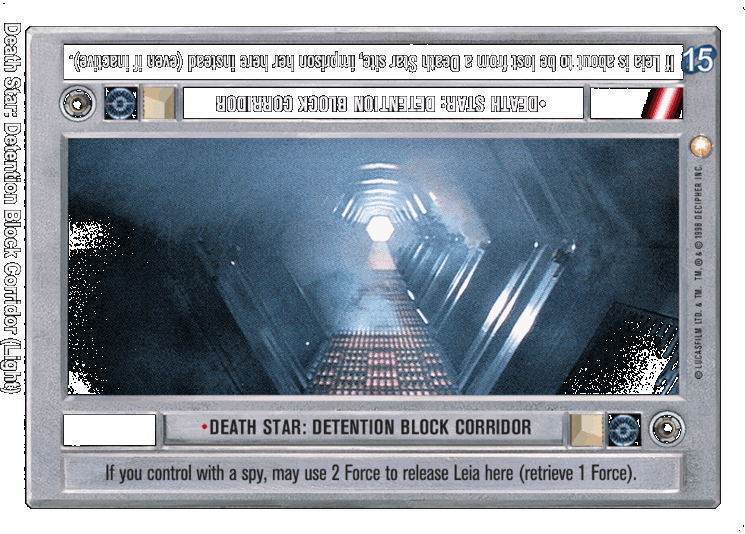 If Leia is about to be lost from a Death Star site, imprison her here instead (even if inactive).
15
•DEATH STAR: DETENTION BLOCK CORRIDOR
© LUCASFILM LTD. & TM. TM, ® & © 1998 DECIPHER INC.
Death Star: Detention Block Corridor (Light)
•DEATH STAR: DETENTION BLOCK CORRIDOR
If you control with a spy, may use 2 Force to release Leia here (retrieve 1 Force).